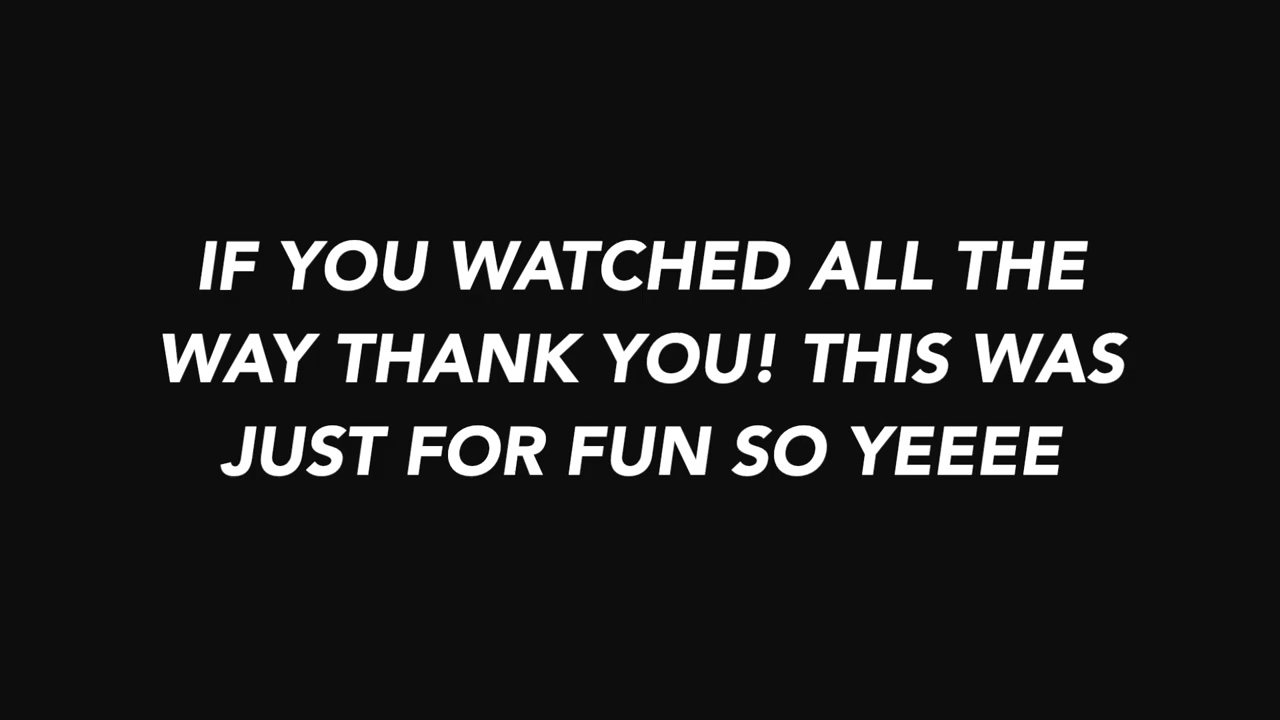 IF YOU WATCHED ALL THE
WAY THANK YOU! THIS WAS
JUST FOR FUN SO YEEEE